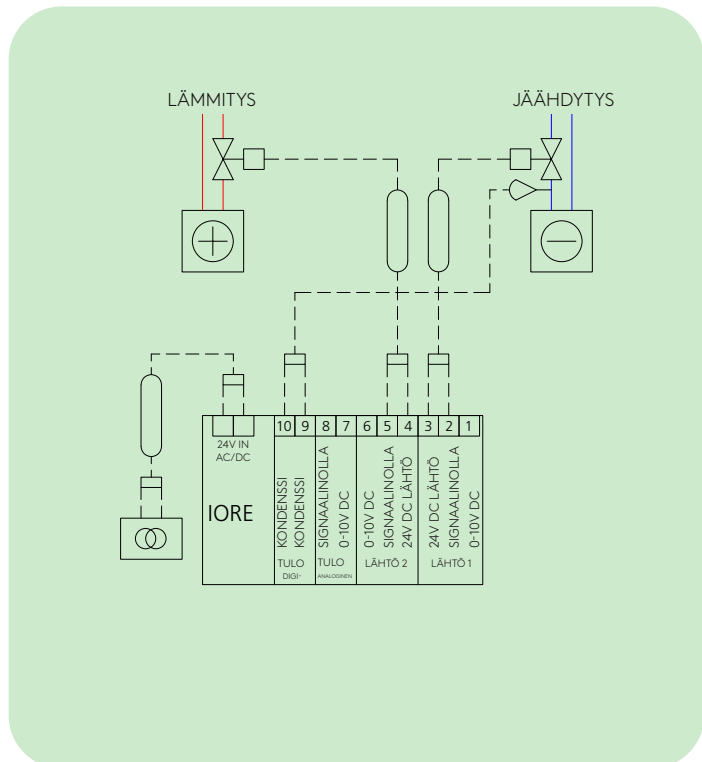 LÄMMITYS
JÄÄHDYTYS
10 9 8 7 6 5 4 3 2 1
24V IN
AC/DC
IORE
KONDENSSI
KONDENSSI
SIGNAALINOLLA
0-10V DC
0-10V DC
SIGNAALINOLLA
24V DC LÄHTÖ
24V DC LÄHTÖ
SIGNAALINOLLA
0-10V DC
TULO
DIGI-
TULO
ANALOGINEN
LÄHTÖ 2
LÄHTÖ 1